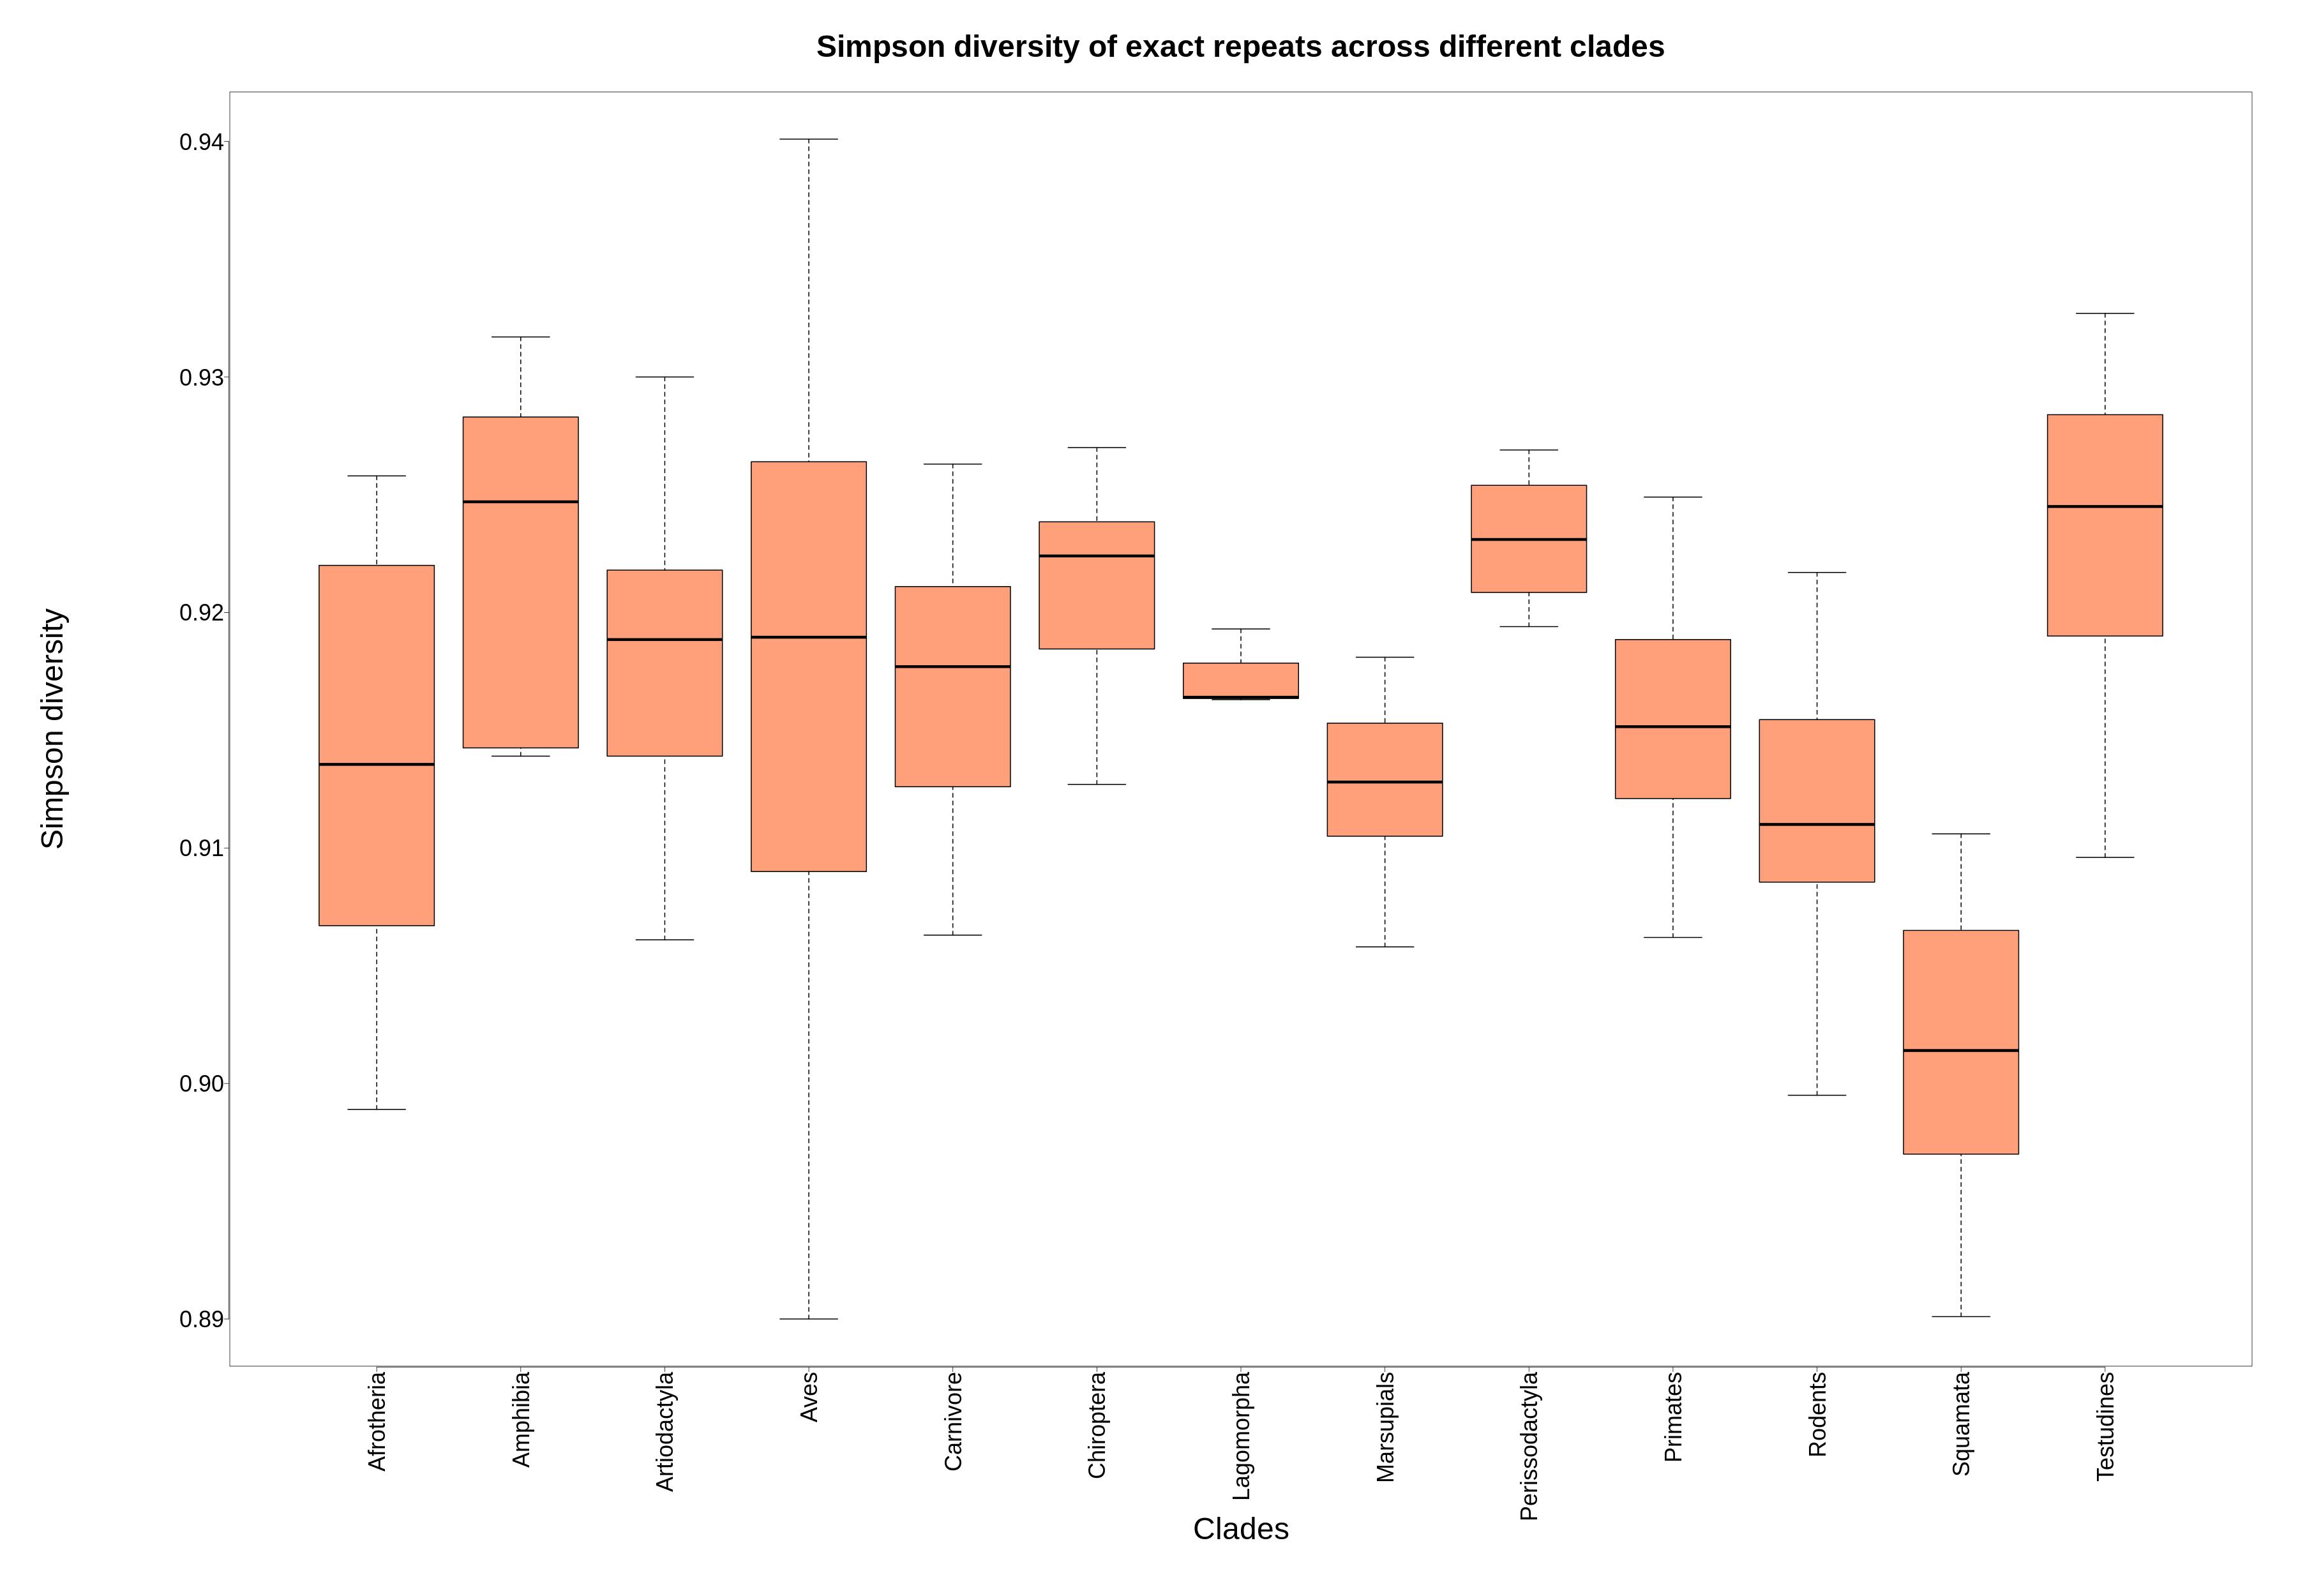 Simpson diversity of exact repeats across different clades
Simpson diversity
0.94
0.93
0.92
0.91
0.90
0.89
Afrotheria
Amphibia
Artiodactyla
Aves
Carnivore
Chiroptera
Lagomorpha
Marsupials
Perissodactyla
Primates
Rodents
Squamata
Testudines
Clades